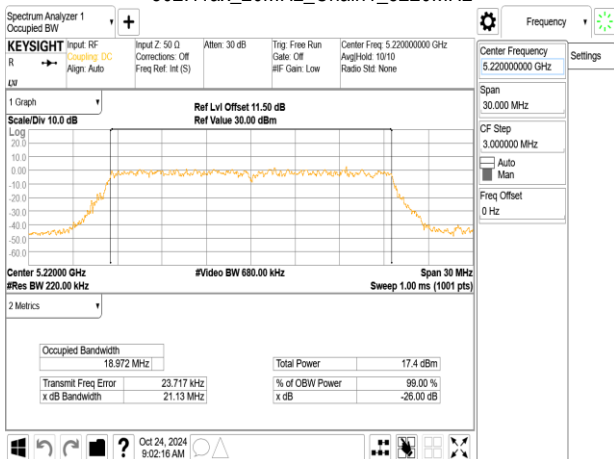 Spectrum Analyzer 1
Occupied BW
Frequency
Settings
KEYSIGHT
R
Input: RF
Coupling: DC
Align: Auto
Input Z: 50 Ω
Corrections: Off
Freq Ref: Int (S)
Atten: 30 dB
Trig: Free Run
Gate: Off
#IF Gain: Low
Center Freq: 5.220000000 GHz
Avg|Hold: 10/10
Radio Std: None
Center Frequency
5.220000000 GHz
Span
30.000 MHz
CF Step
3.000000 MHz
Auto
Man
Freq Offset
0 Hz
1 Graph
Scale/Div 10.0 dB
Ref Lvl Offset 11.50 dB
Ref Value 30.00 dBm
Log
20.0
10.0
0.00
-10.0
-20.0
-30.0
-40.0
-50.0
-60.0
Center 5.22000 GHz
#Res BW 220.00 kHz
#Video BW 680.00 kHz
Span 30 MHz
Sweep 1.00 ms (1001 pts)
2 Metrics
Occupied Bandwidth
18.972 MHz
Transmit Freq Error 23.717 kHz
x dB Bandwidth 21.13 MHz
Total Power 17.4 dBm
% of OBW Power 99.00 %
x dB -26.00 dB
?
Oct 24, 2024
9:02:16 AM